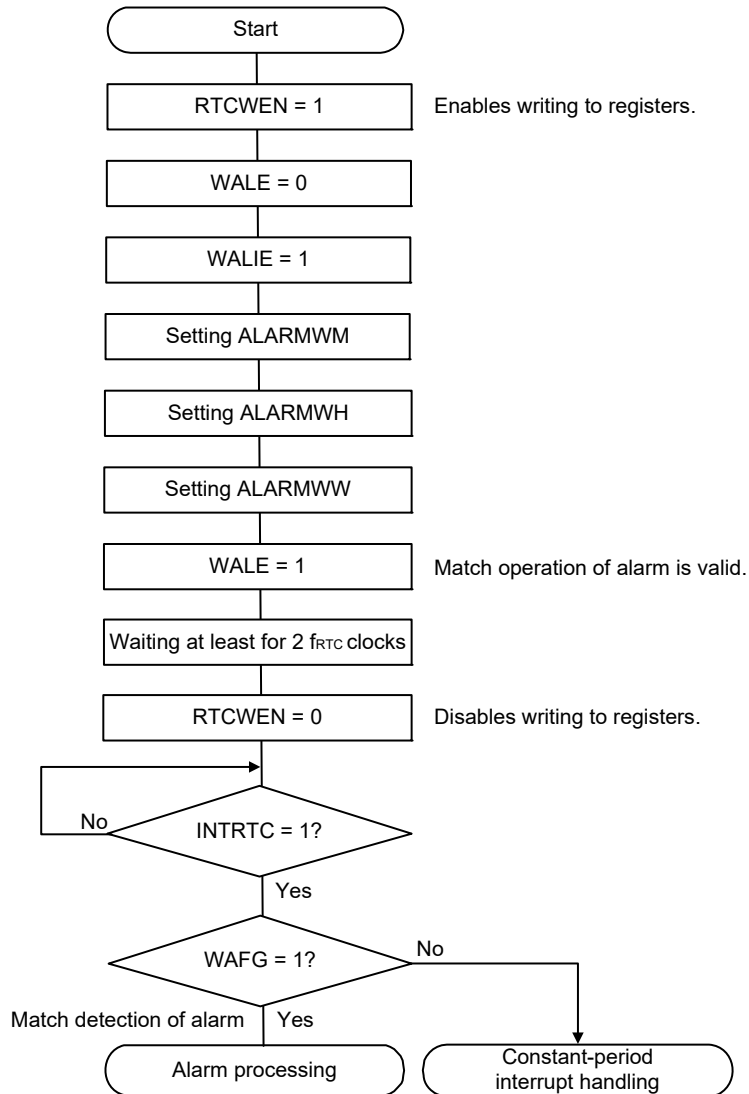 Start
RTCWEN = 1
Enables writing to registers.
WALE = 0
WALIE = 1
Setting ALARMWM
Setting ALARMWH
Setting ALARMWW
WALE = 1
Match operation of alarm is valid.
Waiting at least for 2 fRTC clocks
RTCWEN = 0
Disables writing to registers.
No
INTRTC = 1?
Yes
WAFG = 1?
No
Match detection of alarm
Yes
Alarm processing
Constant-period
interrupt handling